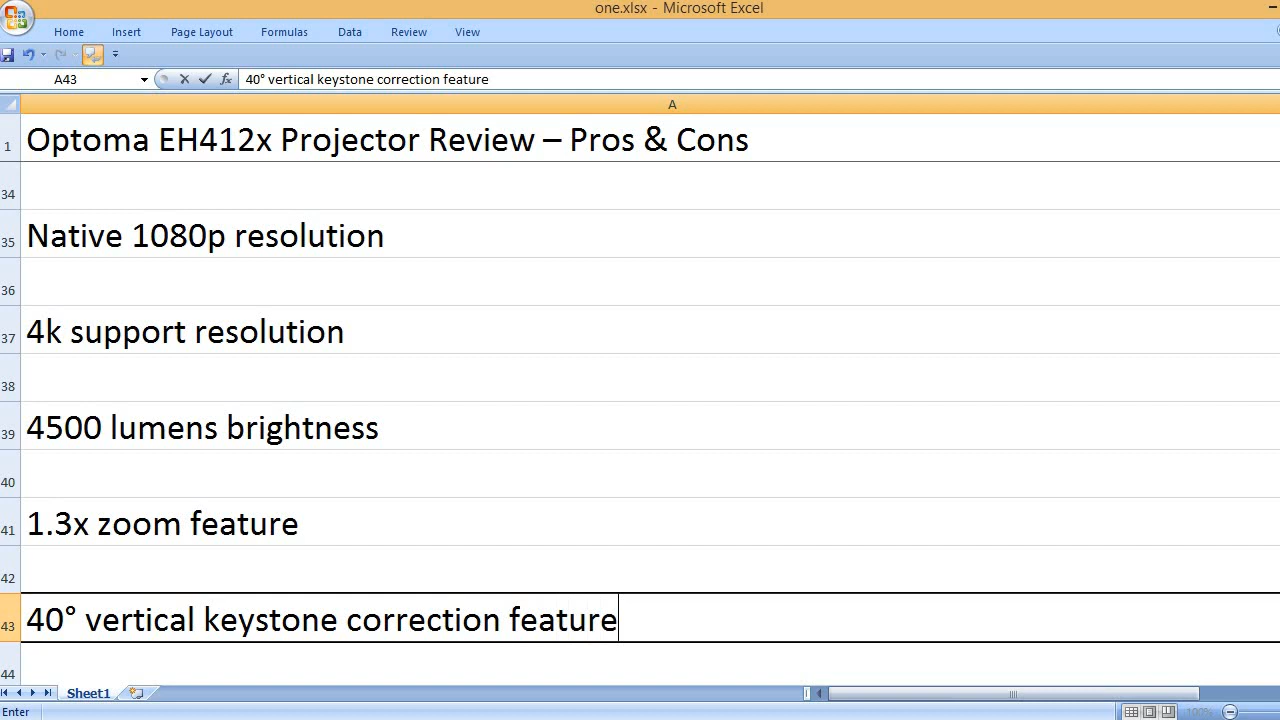 one.xlsx - Microsoft Excel
Home Insert Page Layout Formulas Data Review View
A43 fx 40° vertical keystone correction feature
A
1 Optoma EH412x Projector Review – Pros & Cons
34
35 Native 1080p resolution
36
37 4k support resolution
38
39 4500 lumens brightness
40
41 1.3x zoom feature
42
43 40° vertical keystone correction feature
44
Sheet1
Enter 100%